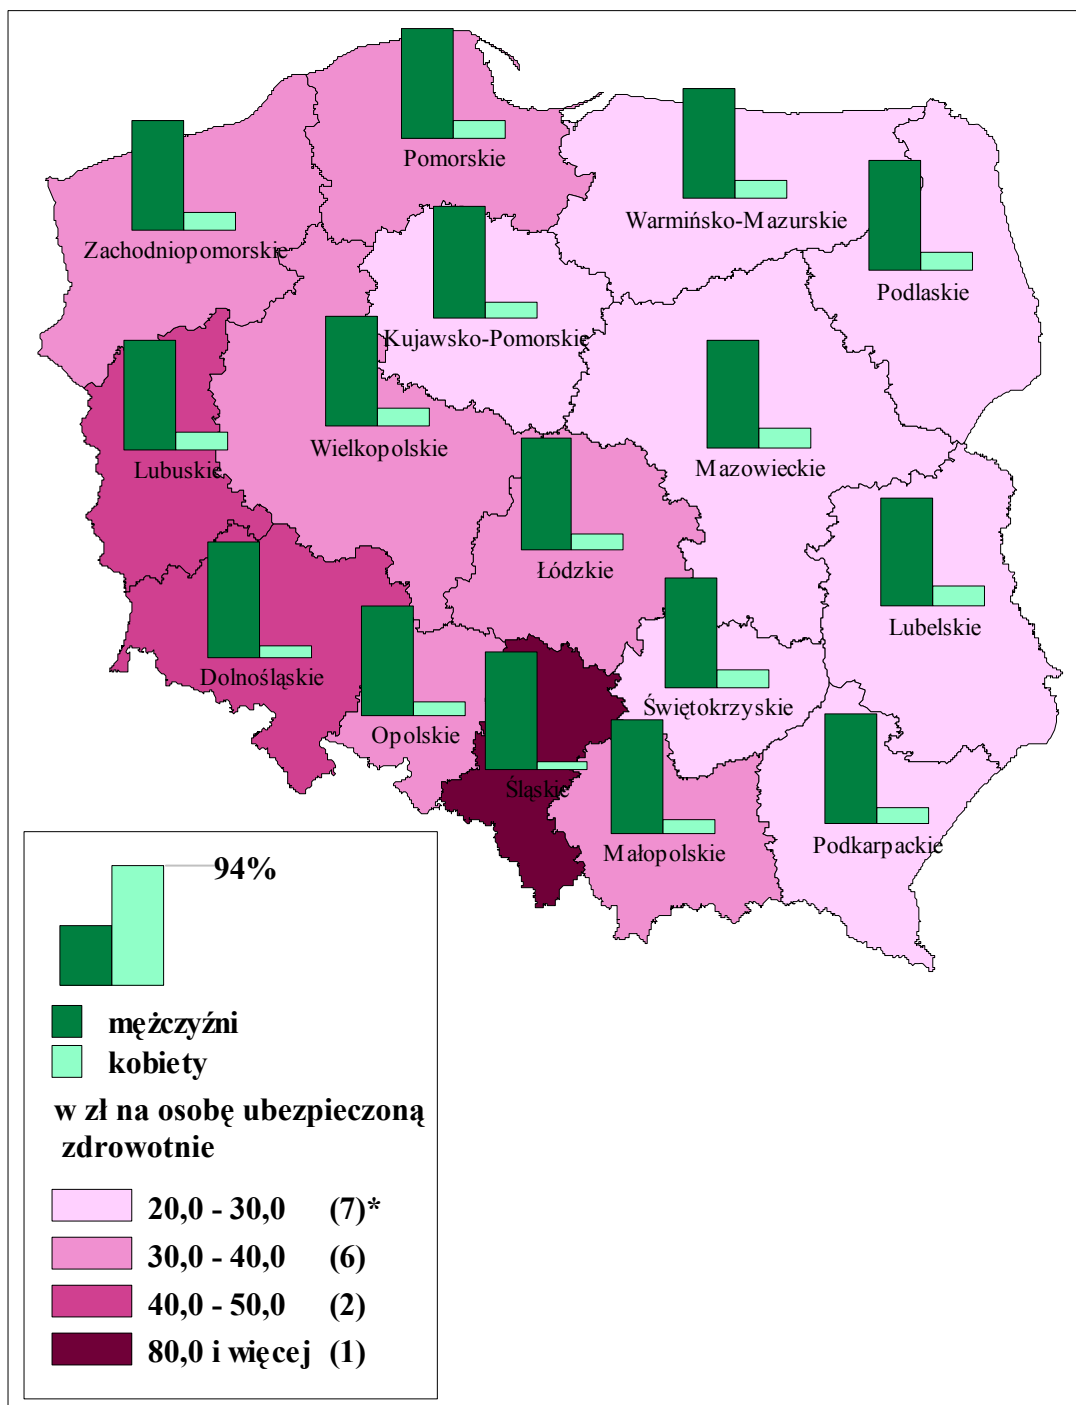 Pomorskie
Warmińsko-Mazurskie
Zachodniopomorskie
Podlaskie
Kujawsko-Pomorskie
Wielkopolskie
Mazowieckie
Lubuskie
Łódzkie
Lubelskie
Dolnośląskie
Świętokrzyskie
Opolskie
Śląskie
Małopolskie
Podkarpackie
94%
mężczyźni
kobiety
w zł na osobę ubezpieczoną
zdrowotnie
20,0 - 30,0 (7)*
30,0 - 40,0 (6)
40,0 - 50,0 (2)
80,0 i więcej (1)